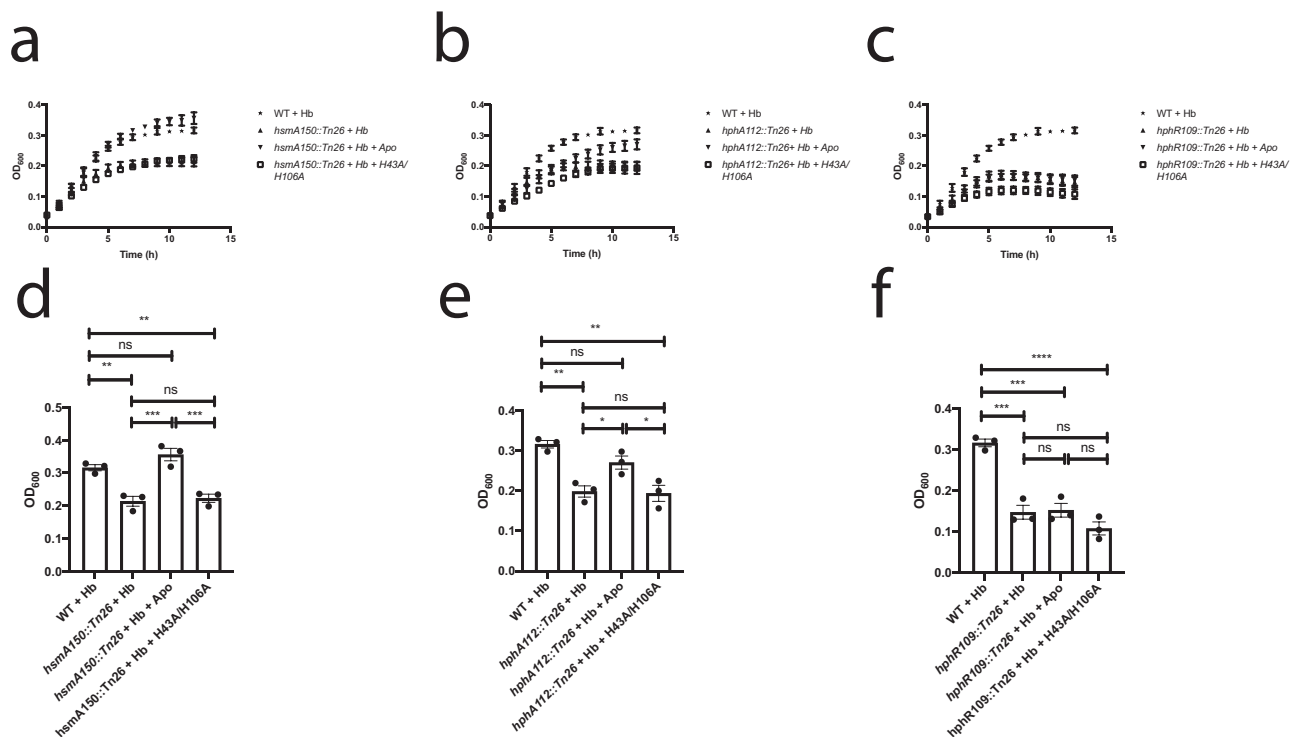 a
b
c
0.4
0.3
0.2
0.1
0.0
0
5
10
15
OD600
Time (h)
WT + Hb
hsmA150::Tn26 + Hb
hsmA150::Tn26 + Hb + Apo
hsmA150::Tn26 + Hb + H43A/
H106A
0.4
0.3
0.2
0.1
0.0
0
5
10
15
OD600
Time (h)
WT + Hb
hphA112::Tn26 + Hb
hphA112::Tn26+ Hb + Apo
hphA112::Tn26+ Hb + H43A/
H106A
0.4
0.3
0.2
0.1
0.0
0
5
10
15
OD600
Time (h)
WT + Hb
hphR109::Tn26 + Hb
hphR109::Tn26 + Hb + Apo
hphR109::Tn26 + Hb + H43A/
H106A
d
e
f
**
ns
**
ns
***
***
0.5
0.4
0.3
0.2
0.1
0.0
OD600
WT + Hb
hsmA150::Tn26 + Hb
hsmA150::Tn26 + Hb + Apo
hsmA150::Tn26 + Hb + H43A/H106A
**
ns
**
ns
*
*
0.4
0.3
0.2
0.1
0.0
OD600
WT + Hb
hphA112::Tn26 + Hb
hphA112::Tn26 + Hb + Apo
hphA112::Tn26 + Hb + H43A/H106A
****
***
***
ns
ns
ns
0.4
0.3
0.2
0.1
0.0
OD600
WT + Hb
hphR109::Tn26 + Hb
hphR109::Tn26 + Hb + Apo
hphR109::Tn26 + Hb + H43A/H106A